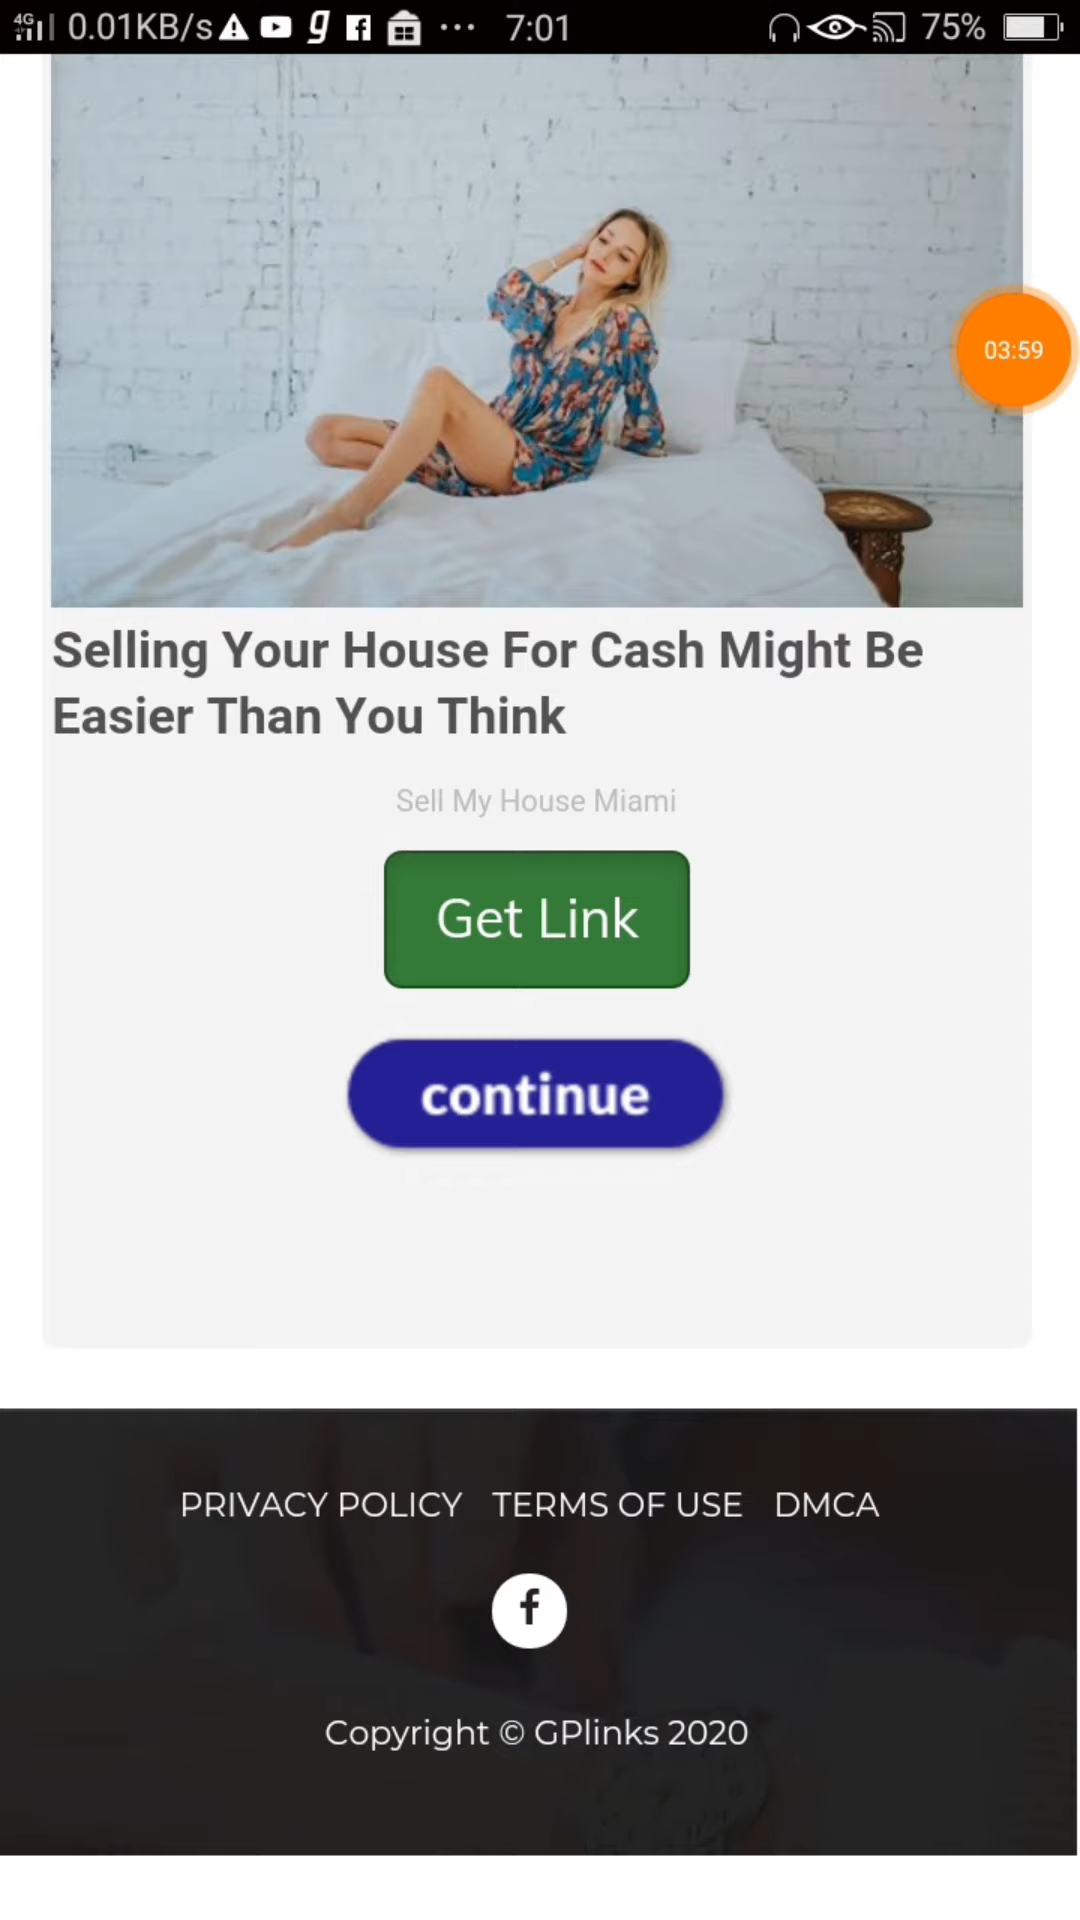 4G 0.01KB/s g f ... 7:01 75%
03:59
Selling Your House For Cash Might Be
Easier Than You Think
Sell My House Miami
Get Link
continue
PRIVACY POLICY TERMS OF USE DMCA
f
Copyright © GPlinks 2020